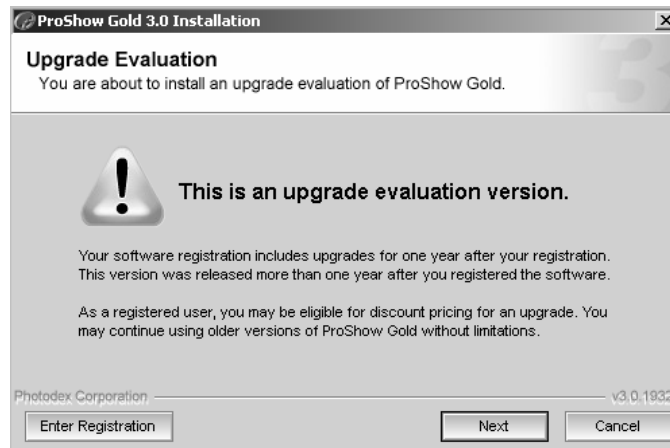 ProShow Gold 3.0 Installation
Upgrade Evaluation
You are about to install an upgrade evaluation of ProShow Gold.
This is an upgrade evaluation version.
Your software registration includes upgrades for one year after your registration.
This version was released more than one year after you registered the software.
As a registered user, you may be eligible for discount pricing for an upgrade. You
may continue using older versions of ProShow Gold without limitations.
Photodex Corporation
v3.0.1932
Enter Registration
Next
Cancel